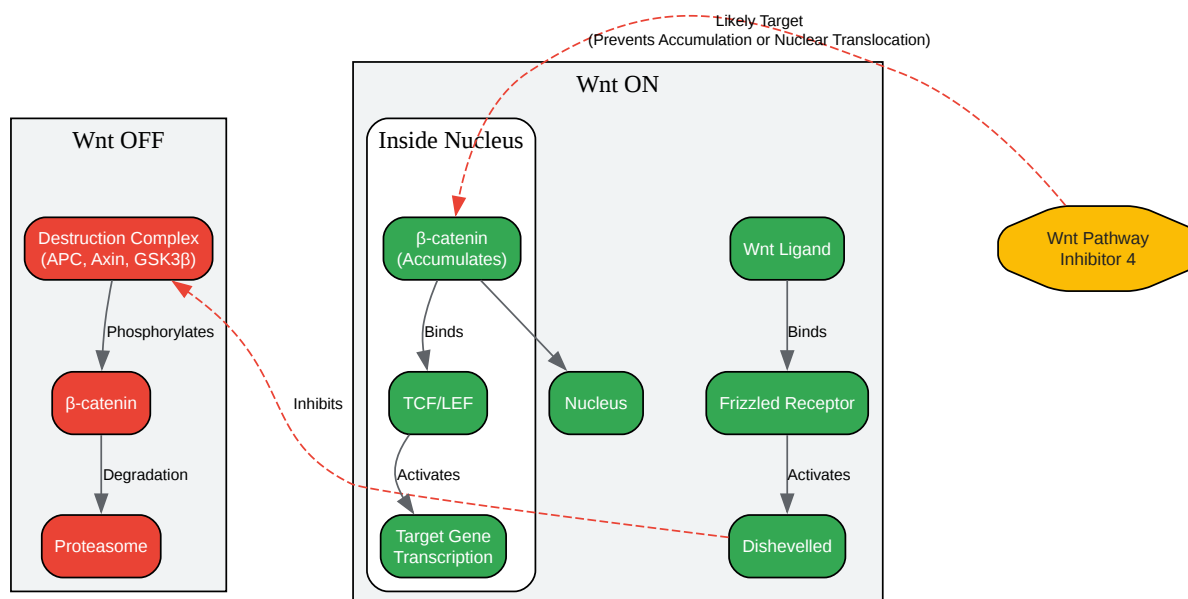 Likely Target
(Prevents Accumulation or Nuclear Translocation)
Wnt ON
Wnt OFF
Inside Nucleus
Destruction Complex
(APC, Axin, GSK3β)
β-catenin
(Accumulates)
Wnt Ligand
Wnt Pathway
Inhibitor 4
Phosphorylates
Binds
Binds
β-catenin
Inhibits
TCF/LEF
Nucleus
Frizzled Receptor
Degradation
Activates
Activates
Proteasome
Target Gene
Transcription
Dishevelled